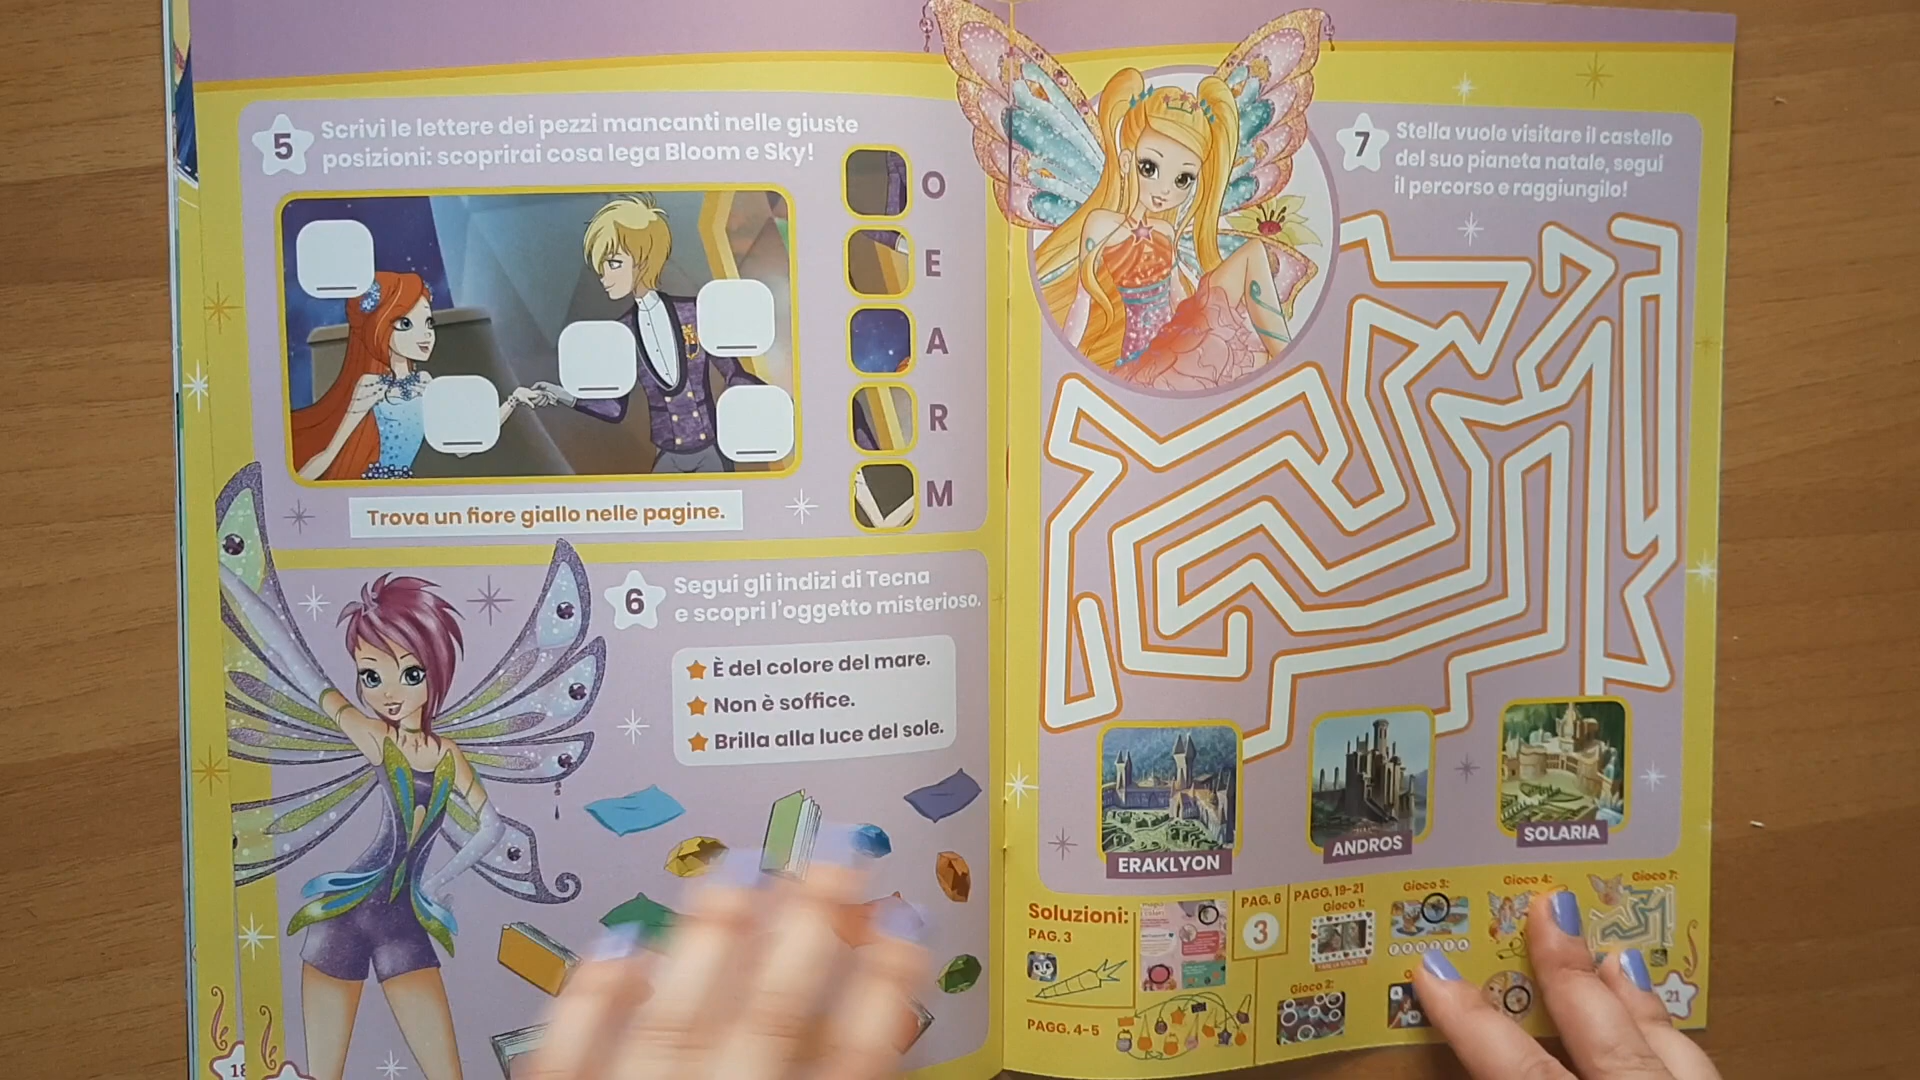 5
Scrivi le lettere dei pezzi mancanti nelle giuste
posizioni: scoprirai cosa lega Bloom e Sky!
O
E
A
R
M
Trova un fiore giallo nelle pagine.
6
Segui gli indizi di Tecna
e scopri l'oggetto misterioso.
È del colore del mare.
Non è soffice.
Brilla alla luce del sole.
18
7
Stella vuole visitare il castello
del suo pianeta natale, segui
il percorso e raggiungilo!
ERAKLYON
ANDROS
SOLARIA
Soluzioni:
PAG. 3
PAGG. 4-5
PAG. 6
3
PAGG. 19-21
Gioco 1:
Gioco 2:
Gioco 3:
FRUTTA
Gioco 4:
Gioco 7:
21